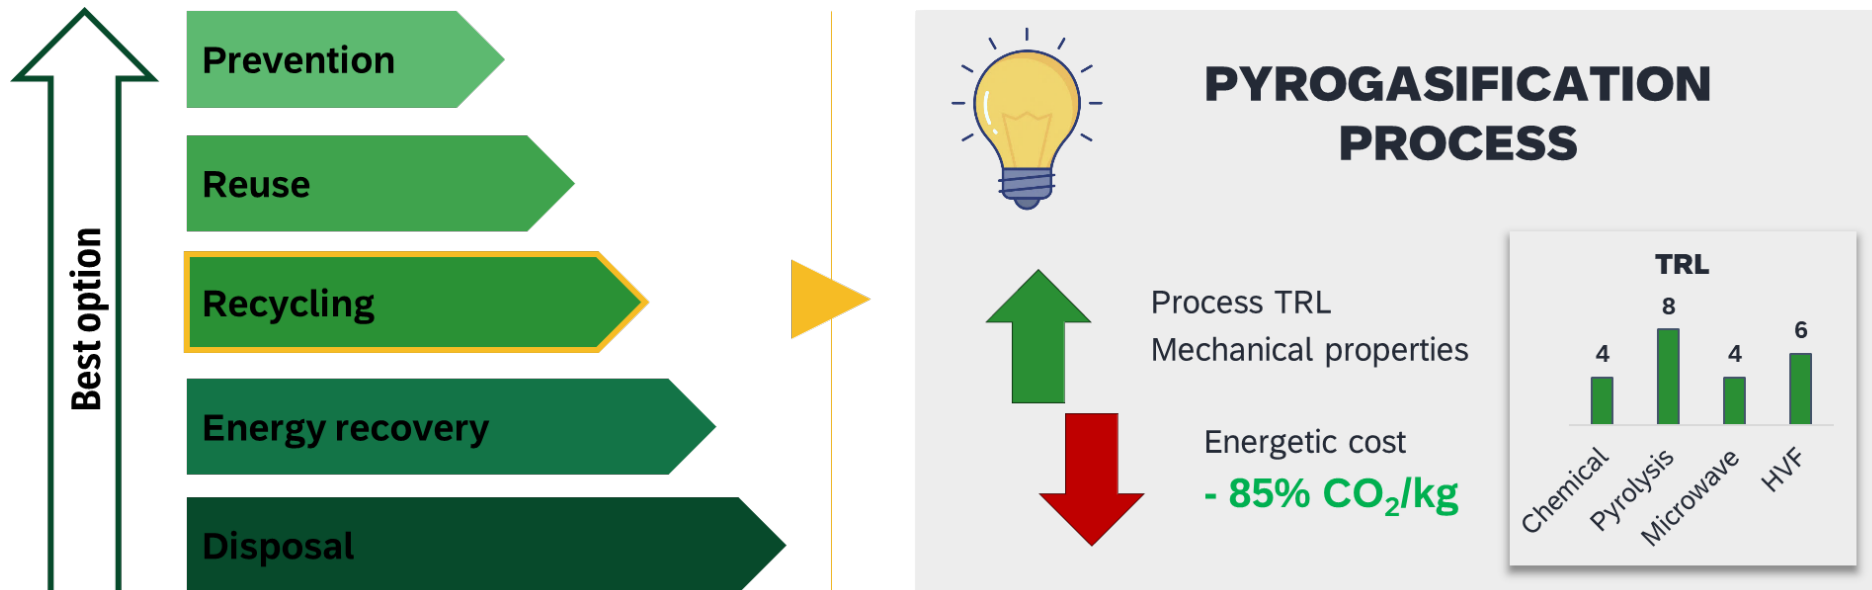 Best option
Prevention
Reuse
Recycling
Energy recovery
Disposal
PYROGASIFICATION
PROCESS
Process TRL
Mechanical properties
Energetic cost
- 85% CO₂/kg
TRL
4
8
4
6
Chemical
Pyrolysis
Microwave
HVF